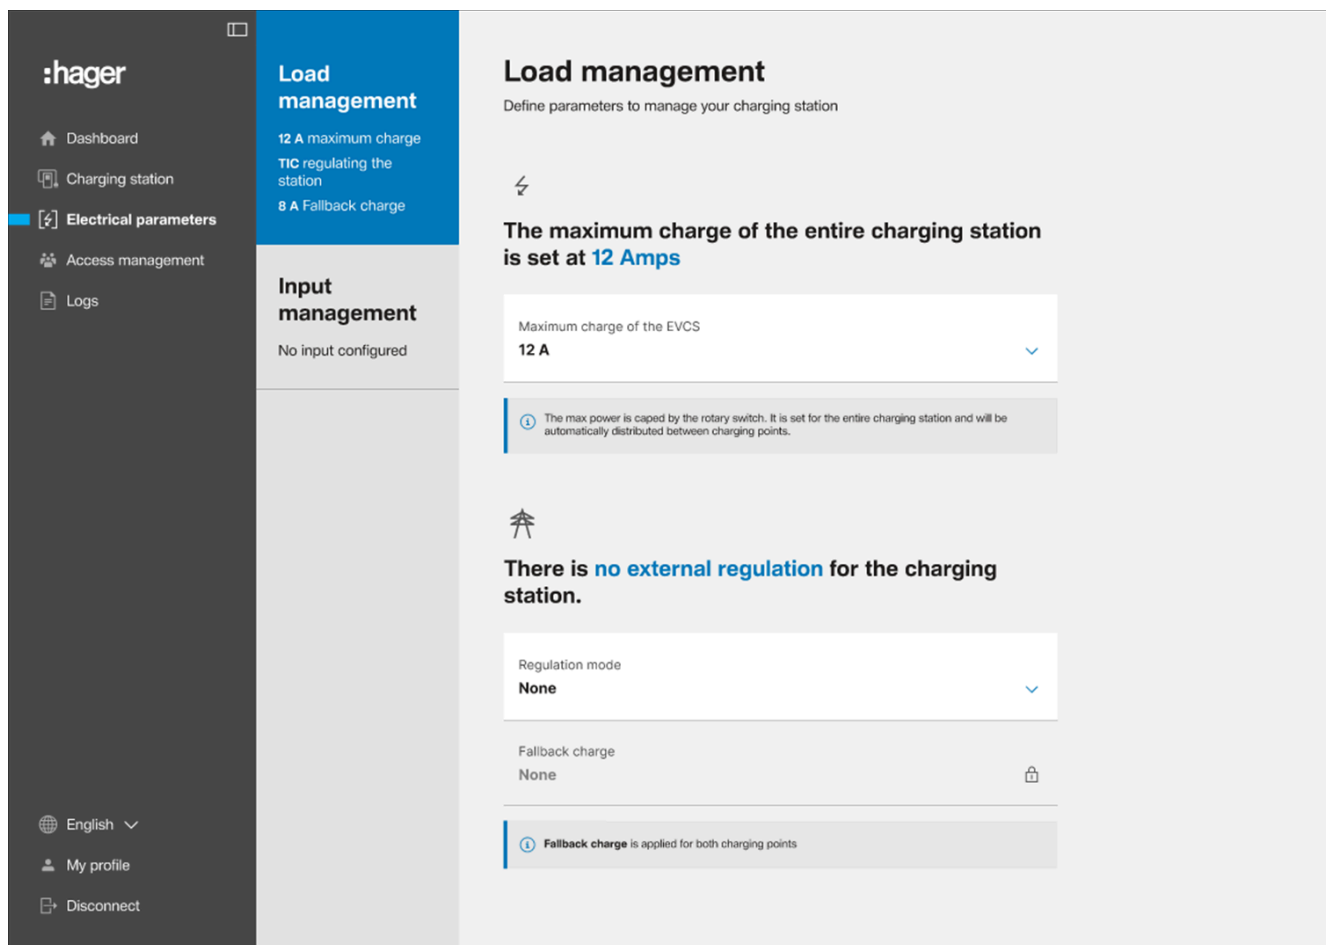 :hager
Dashboard
Charging station
Electrical parameters
Access management
Logs
English
My profile
Disconnect
Load
management
12 A maximum charge
TIC regulating the
station
8 A Fallback charge
Input
management
No input configured
Load management
Define parameters to manage your charging station
The maximum charge of the entire charging station
is set at 12 Amps
Maximum charge of the EVCS
12 A
The max power is caped by the rotary switch. It is set for the entire charging station and will be
automatically distributed between charging points.
There is no external regulation for the charging
station.
Regulation mode
None
Fallback charge
None
Fallback charge is applied for both charging points